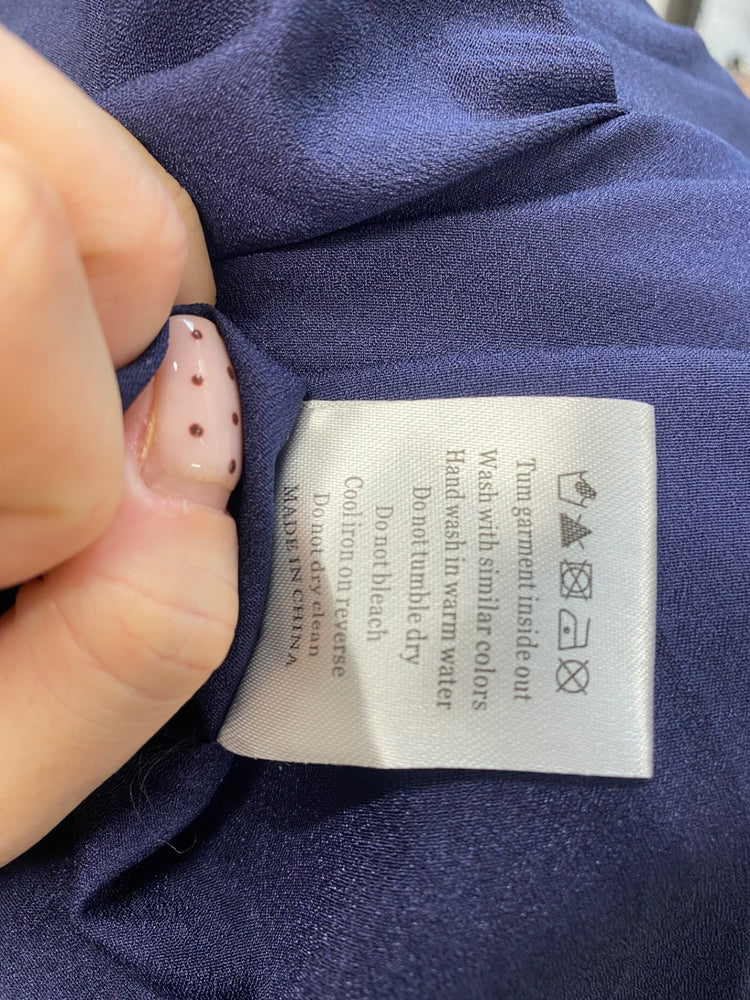 Turn garment inside out
Wash with similar colors
Hand wash in warm water
Do not tumble dry
Do not bleach
Cool iron on reverse
Do not dry clean
MADE IN CHINA